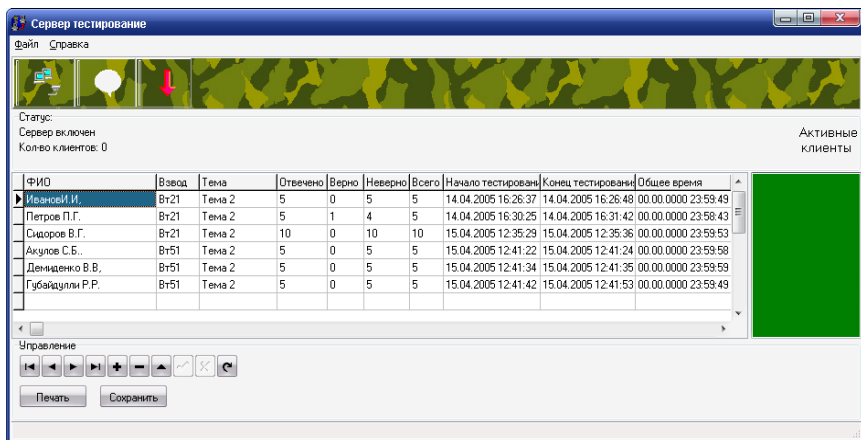 Сервер тестирование
Файл Справка
Статус:
Сервер включен
Кол-во клиентов: 0
Активные
клиенты
ФИО Взвод Тема Отвечено Верно Неверно Всего Начало тестировани Конец тестирования Общее время
ИвановИ.И, Вт21 Тема 2 5 0 5 5 14.04.2005 16:26:37 14.04.2005 16:26:48 00.00.0000 23:59:49
Петров П.Г. Вт21 Тема 2 5 1 4 5 14.04.2005 16:30:25 14.04.2005 16:31:42 00.00.0000 23:58:43
Сидоров В.Г. Вт21 Тема 2 10 0 10 10 15.04.2005 12:35:29 15.04.2005 12:35:36 00.00.0000 23:59:53
Акулов С.Б.. Вт51 Тема 2 5 0 5 5 15.04.2005 12:41:22 15.04.2005 12:41:24 00.00.0000 23:59:58
Демиденко В.В, Вт51 Тема 2 5 0 5 5 15.04.2005 12:41:34 15.04.2005 12:41:35 00.00.0000 23:59:59
Губайдулли Р.Р. Вт51 Тема 2 5 0 5 5 15.04.2005 12:41:42 15.04.2005 12:41:53 00.00.0000 23:59:49
Управление
Печать Сохранить